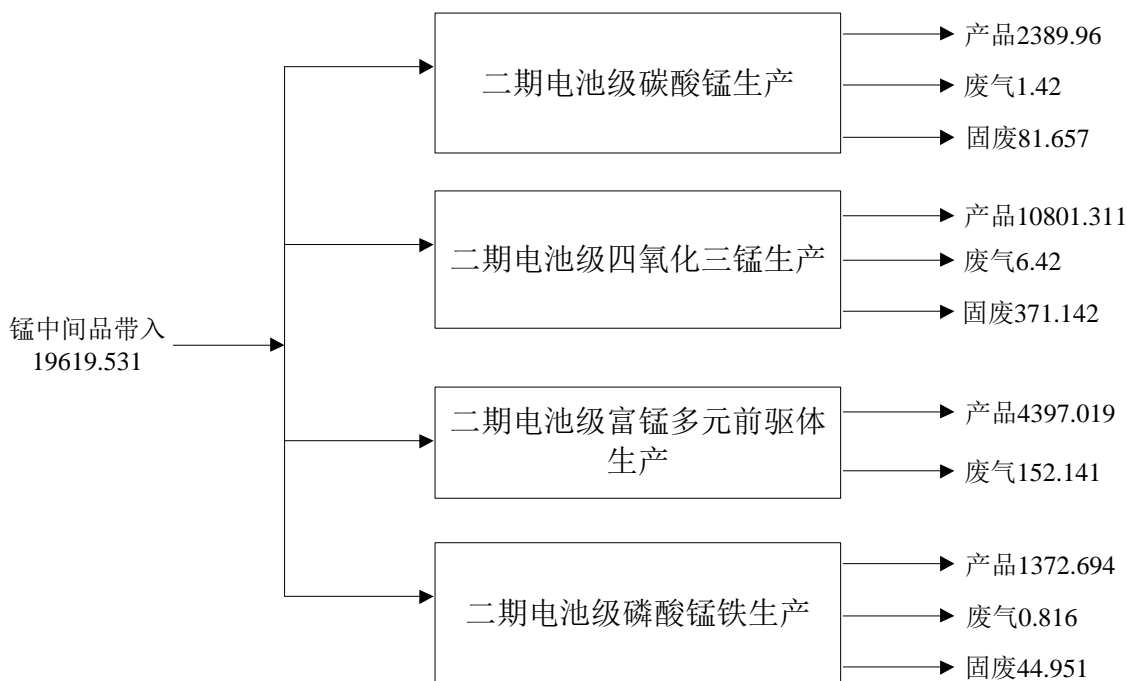 锰中间品带入
19619.531
二期电池级碳酸锰生产
产品2389.96
废气1.42
固废81.657
二期电池级四氧化三锰生产
产品10801.311
废气6.42
固废371.142
二期电池级富锰多元前驱体
生产
产品4397.019
废气152.141
二期电池级磷酸锰铁生产
产品1372.694
废气0.816
固废44.951